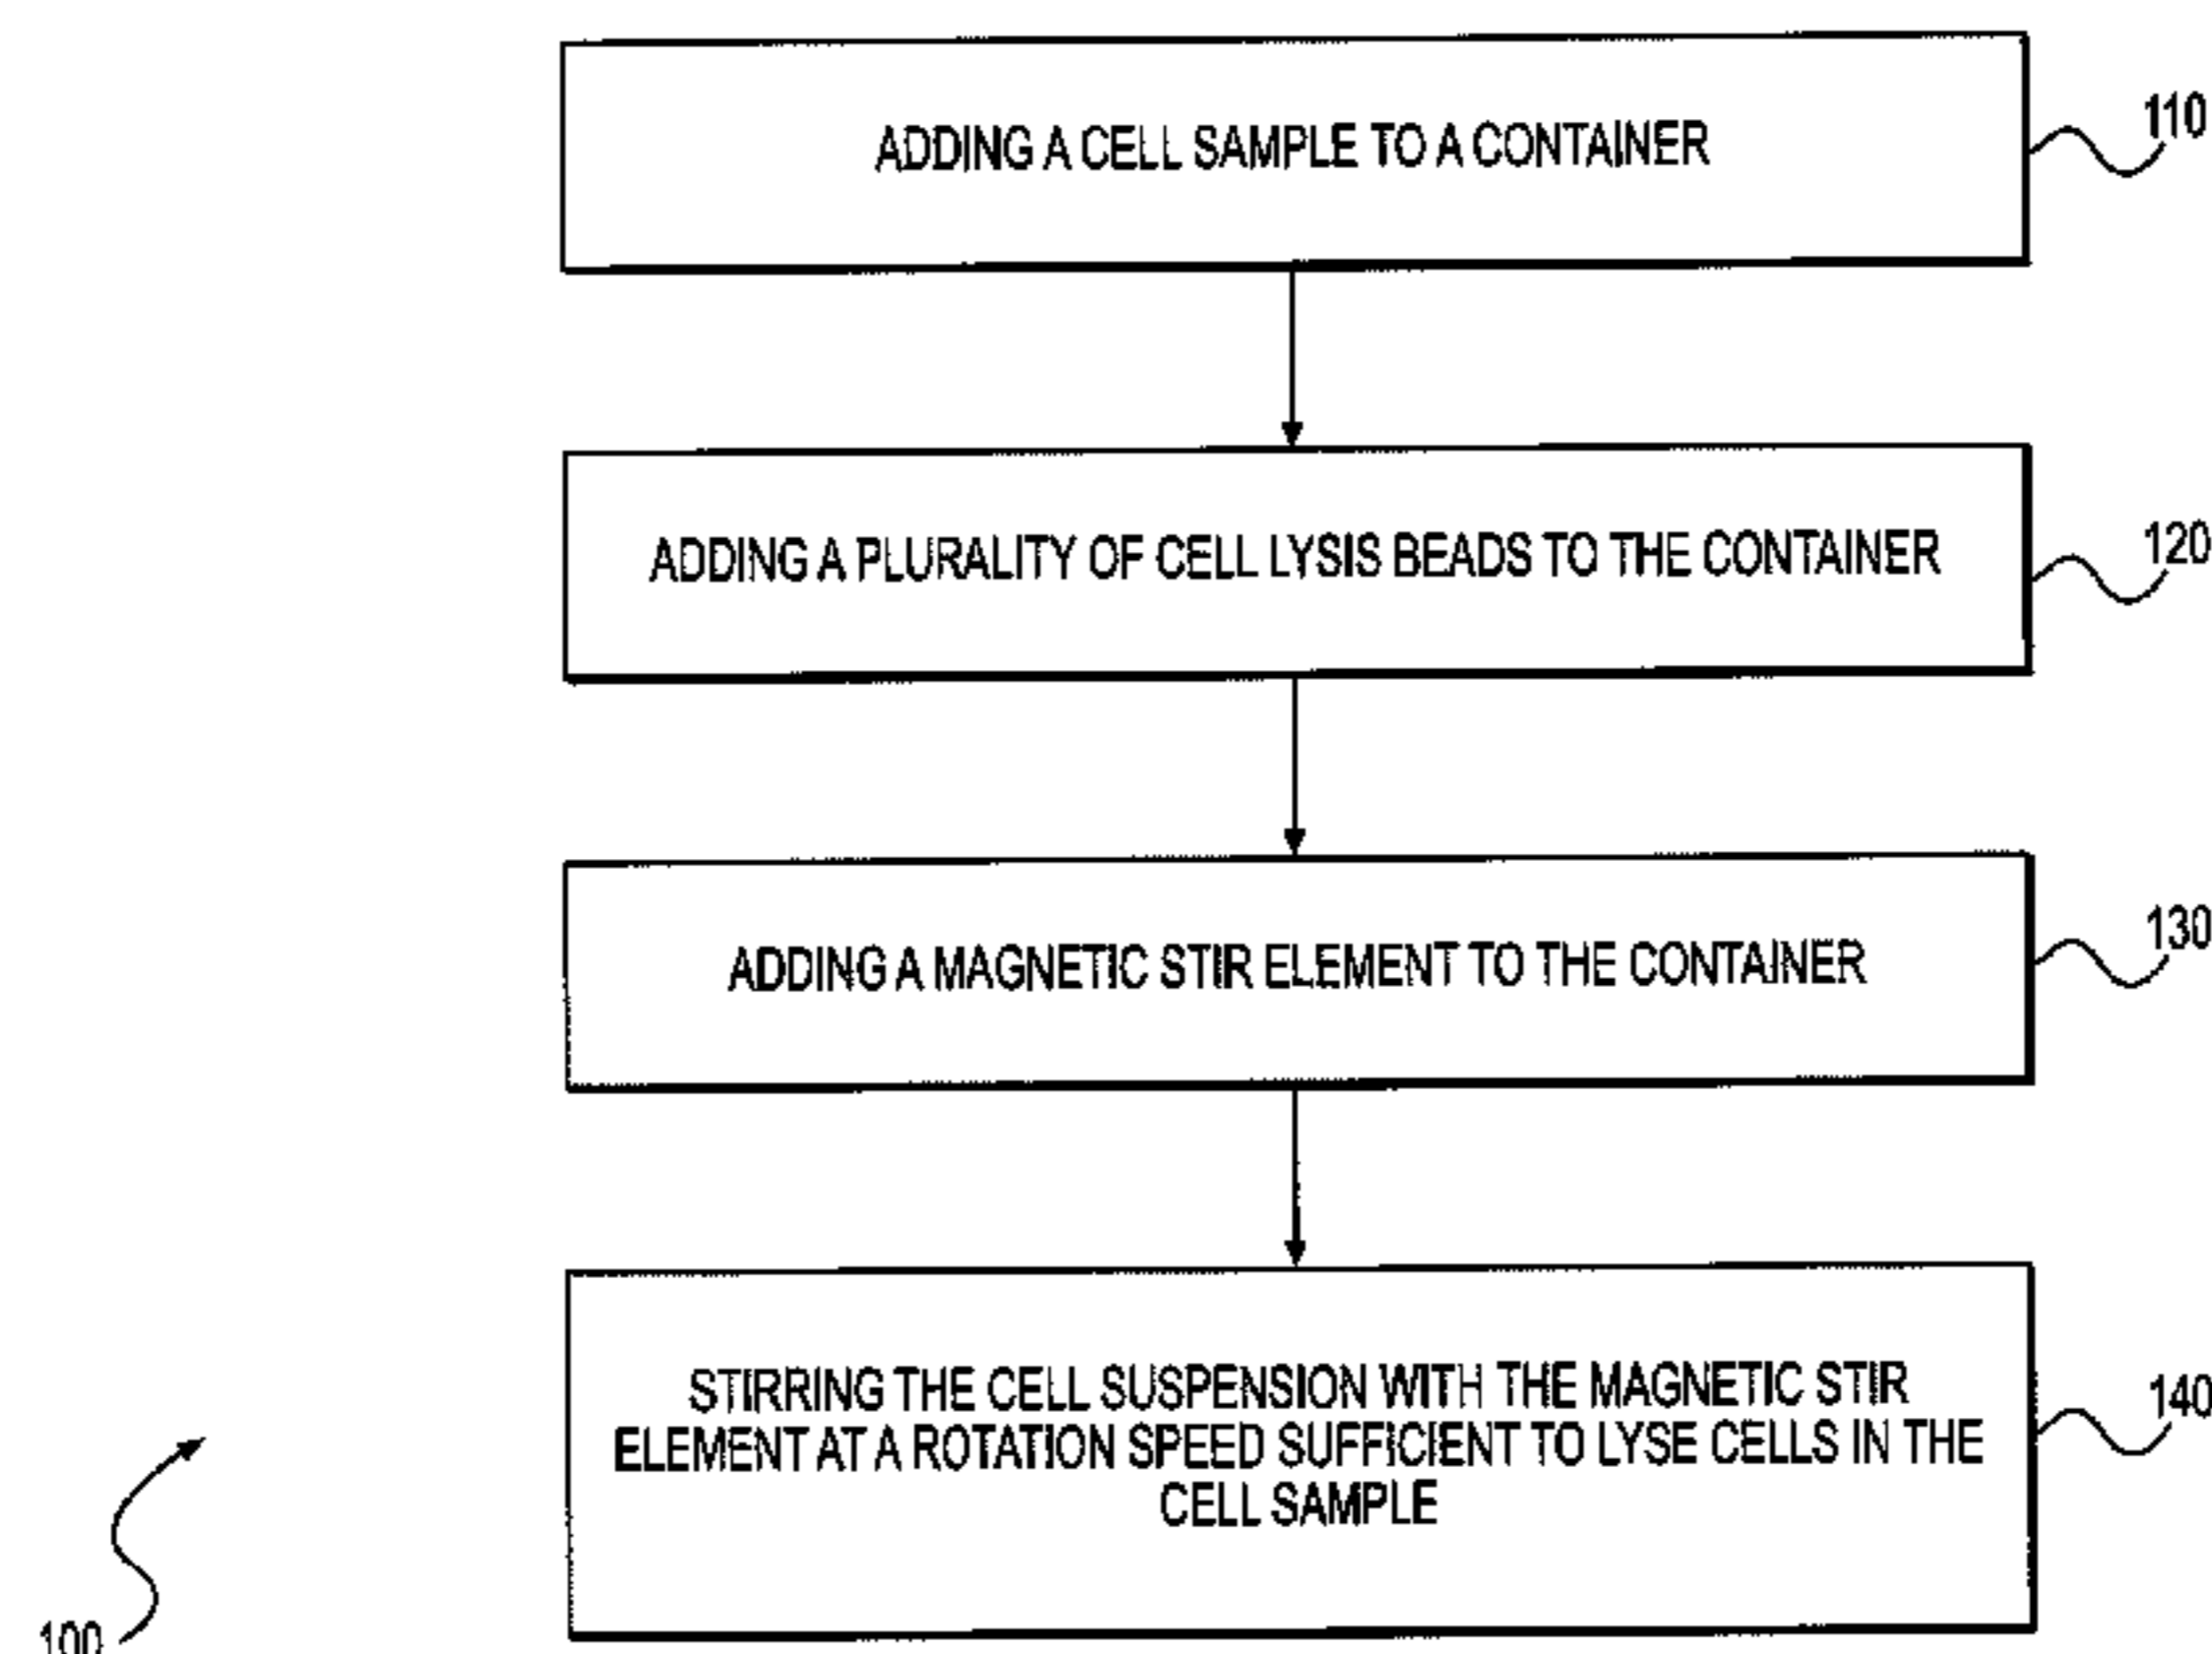 ADDING A CELL SAMPLE TO A CONTAINER
110
ADDING A PLURALITY OF CELL LYSIS BEADS TO THE CONTAINER
120
ADDING A MAGNETIC STIR ELEMENT TO THE CONTAINER
130
STIRRING THE CELL SUSPENSION WITH THE MAGNETIC STIR
ELEMENT AT A ROTATION SPEED SUFFICIENT TO LYSE CELLS IN THE
CELL SAMPLE
140
100